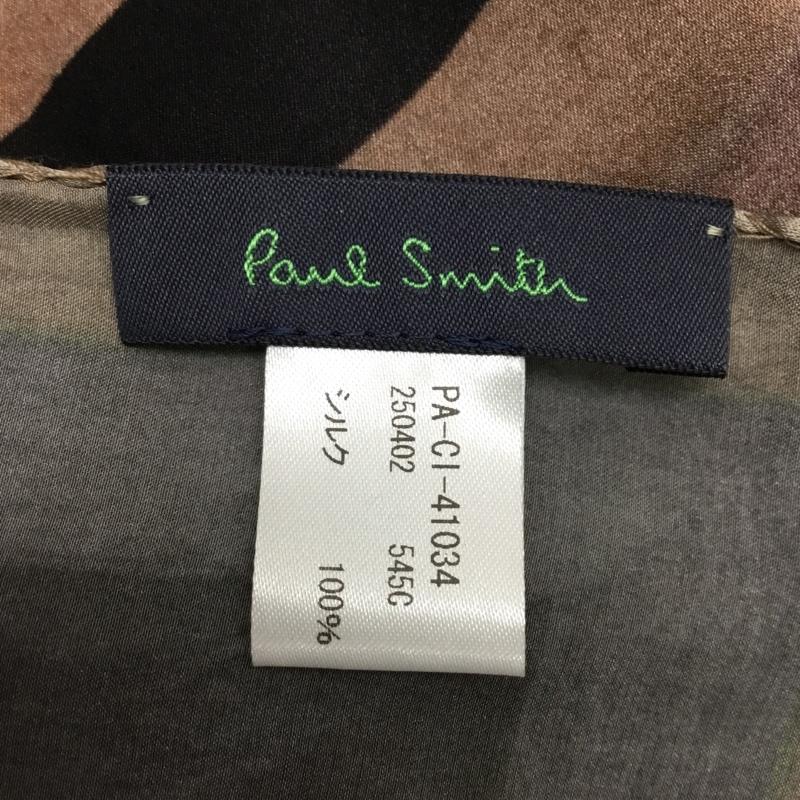 Paul Smith
PA-CI-41034
250402 545C
シルク 100%